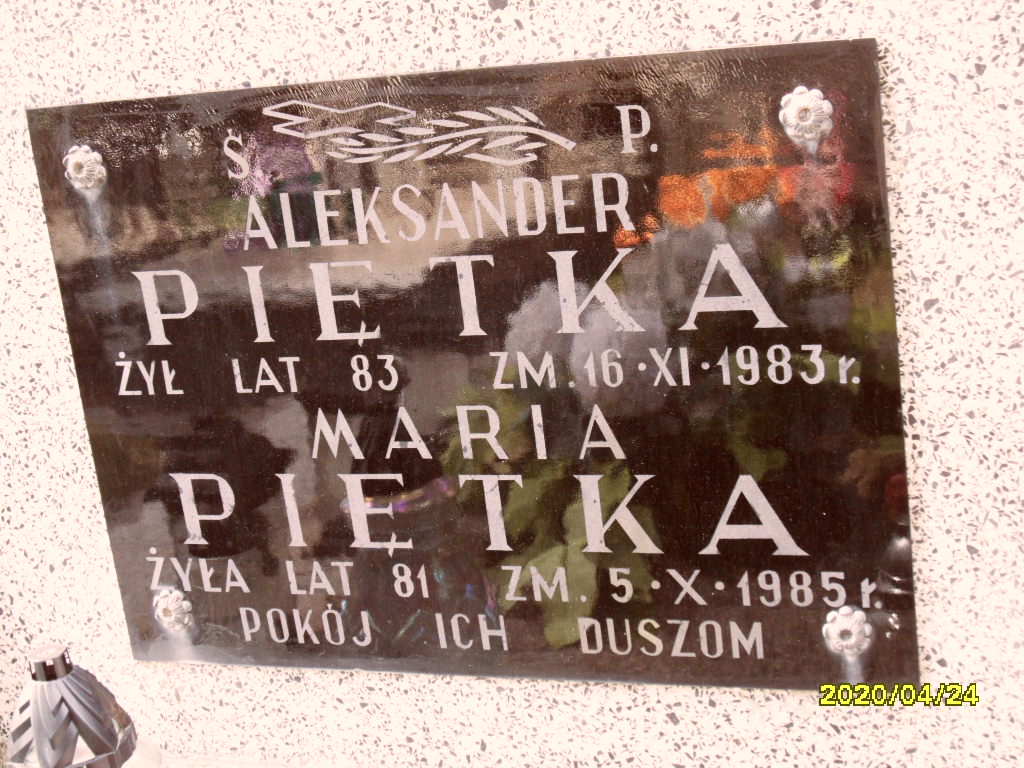 Ś. P.
ALEKSANDER
PIĘTKA
ŻYŁ LAT 83 ZM. 16·XI·1983 r.
MARIA
PIĘTKA
ŻYŁA LAT 81 ZM. 5·X·1985 r.
POKÓJ ICH DUSZOM
2020/04/24